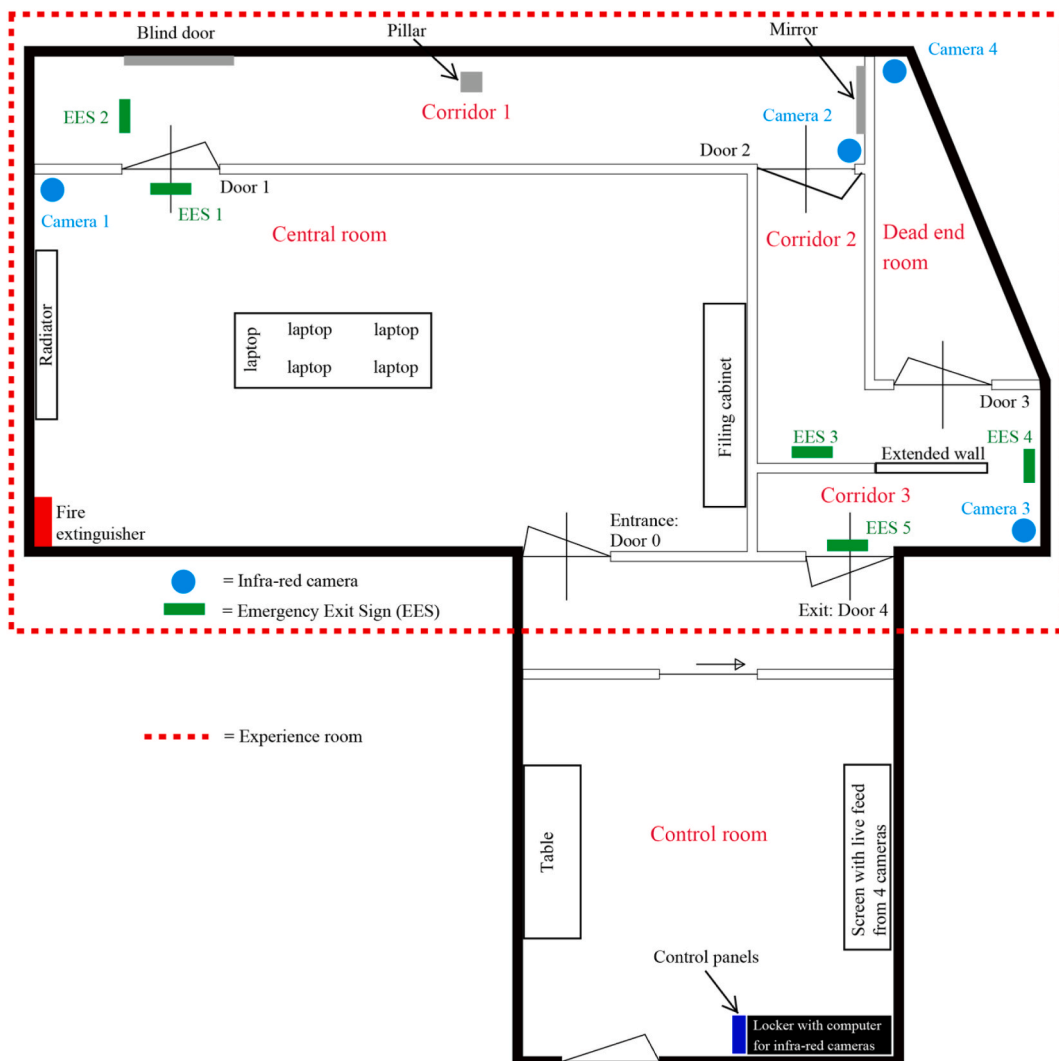 Blind door
Pillar
Mirror
Camera 4
EES 2
Corridor 1
Camera 2
Door 2
Door 1
Camera 1
EES 1
Central room
Corridor 2
Dead end
room
Radiator
laptop
laptop
laptop
laptop
laptop
Filing cabinet
Door 3
EES 3
EES 4
Extended wall
Corridor 3
Camera 3
Fire
extinguisher
Entrance:
Door 0
EES 5
= Infra-red camera
= Emergency Exit Sign (EES)
Exit: Door 4
= Experience room
Control room
Table
Screen with live feed
from 4 cameras
Control panels
Locker with computer
for infra-red cameras